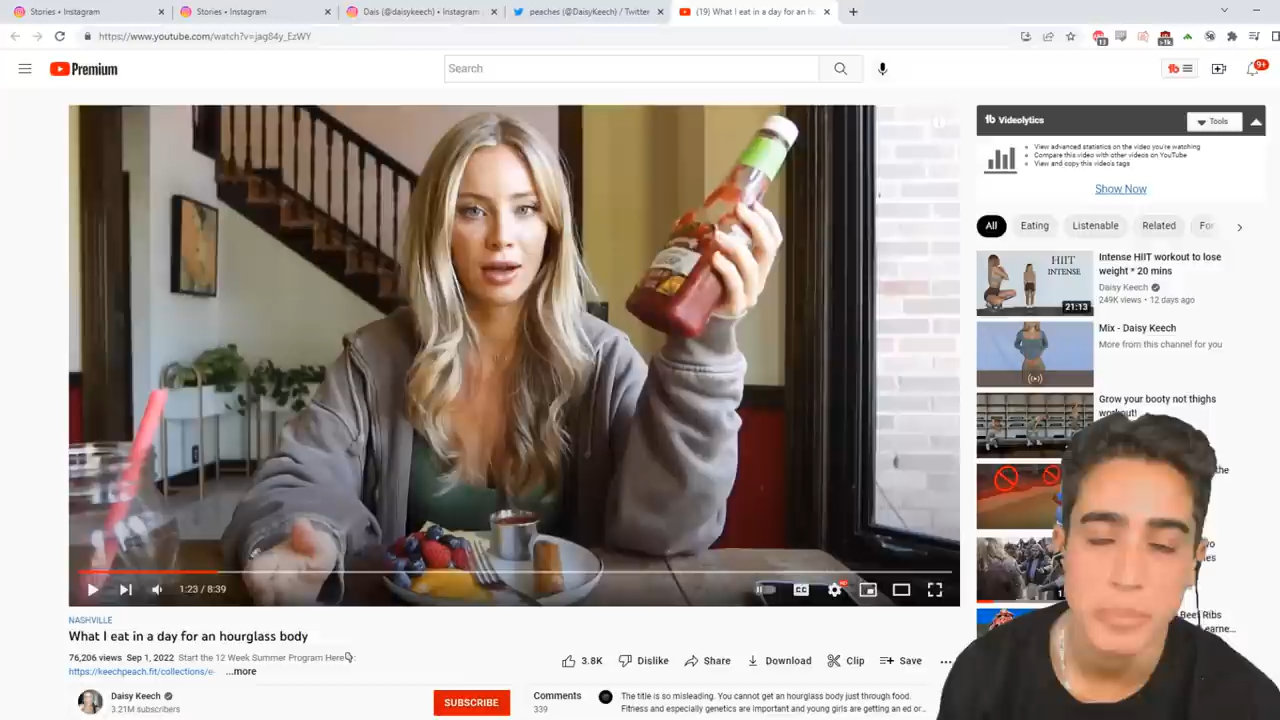 Stories • Instagram
Stories • Instagram
Dais (@daisykeech) • Instagram
peaches (@DaisyKeech) / Twitter
(19) What I eat in a day for an h
https://www.youtube.com/watch?v=jag84y_EzWY
Premium
Search
9+
Videolytics
Tools
View advanced statistics on the video you're watching
Compare this video with other videos on YouTube
View and copy this video's tags
Show Now
All
Eating
Listenable
Related
For
HIIT
INTENSE
21:13
Intense HIIT workout to lose
weight * 20 mins
Daisy Keech
249K views • 12 days ago
Mix - Daisy Keech
More from this channel for you
Grow your booty not thighs
workout!
the
Beef Ribs
1:23 / 8:39
CC
HD
NASHVILLE
What I eat in a day for an hourglass body
76,206 views Sep 1, 2022 Start the 12 Week Summer Program Here
https://keechpeach.fit/collections/e-
...more
3.8K
Dislike
Share
Download
Clip
Save
Daisy Keech
3.21M subscribers
SUBSCRIBE
Comments
339
The title is so misleading. You cannot get an hourglass body just through food.
Fitness and especially genetics are important and young girls are getting an ed or...